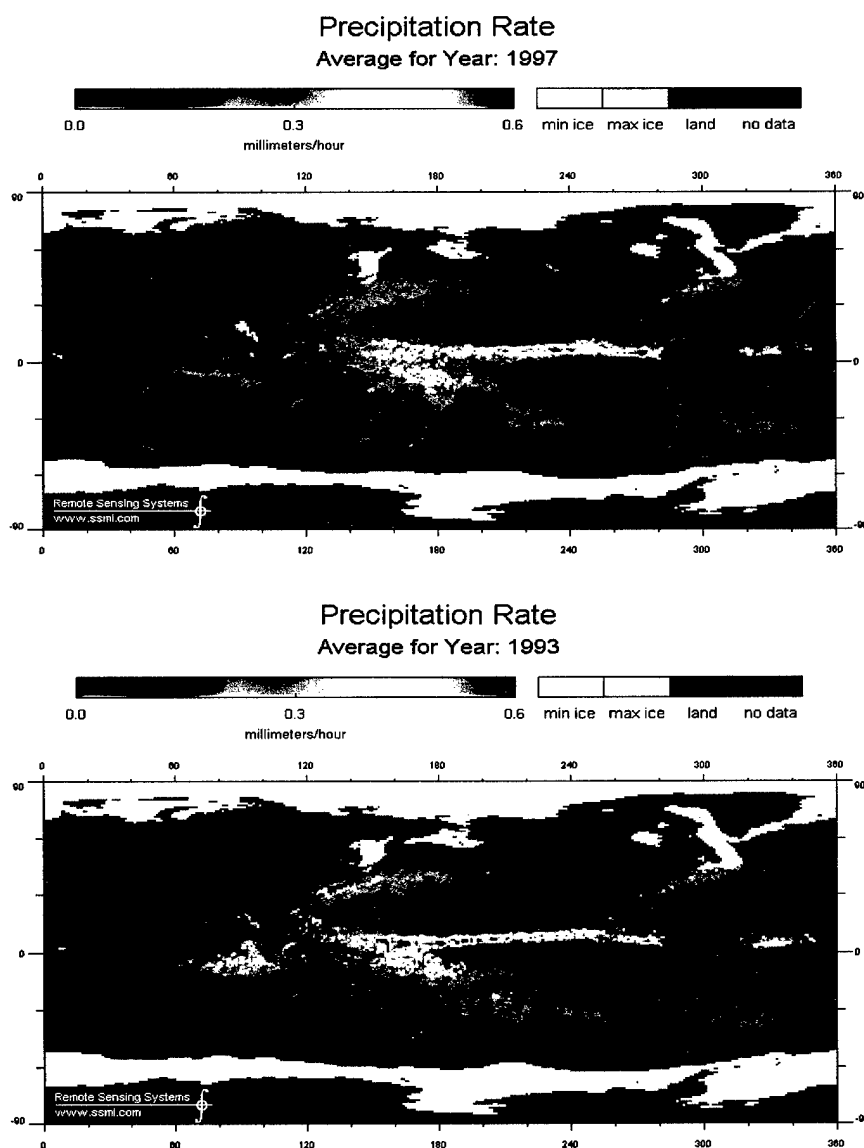 Precipitation Rate
Average for Year: 1997
0.0 0.3 0.6 min ice max ice land no data
millimeters/hour
0 60 120 180 240 300 360
90 90
0 0
-90 -90
Remote Sensing Systems
www.ssmi.com
0 60 120 180 240 300 360
Precipitation Rate
Average for Year: 1993
0.0 0.3 0.6 min ice max ice land no data
millimeters/hour
0 60 120 180 240 300 360
90 90
0 0
-90 -90
Remote Sensing Systems
www.ssmi.com
0 60 120 180 240 300 360